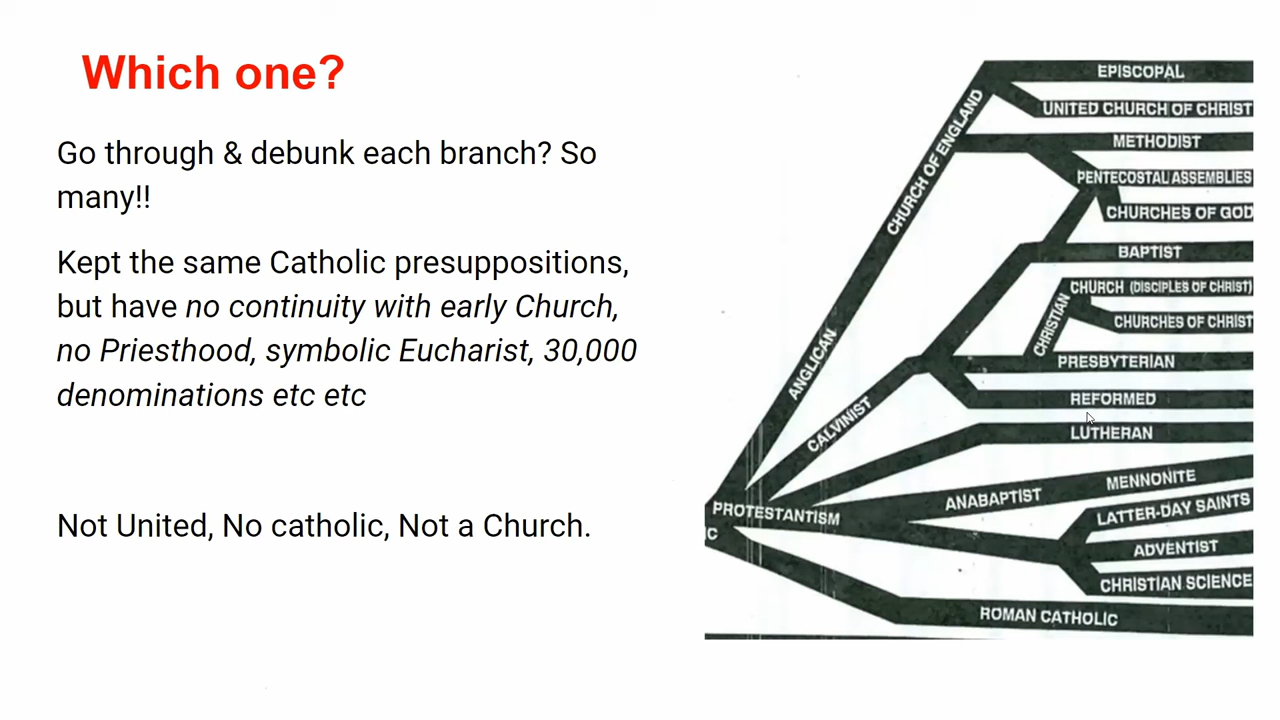 Which one?
Go through & debunk each branch? So
many!!
Kept the same Catholic presuppositions,
but have no continuity with early Church,
no Priesthood, symbolic Eucharist, 30,000
denominations etc etc
Not United, No catholic, Not a Church.
EPISCOPAL
UNITED CHURCH OF CHRIST
METHODIST
PENTECOSTAL ASSEMBLIES
CHURCHES OF GOD
BAPTIST
CHURCH (DISCIPLES OF CHRIST)
CHURCHES OF CHRIST
CHRISTIAN
PRESBYTERIAN
REFORMED
LUTHERAN
MENNONITE
ANABAPTIST
LATTER-DAY SAINTS
ADVENTIST
CHRISTIAN SCIENCE
ROMAN CATHOLIC
CHURCH OF ENGLAND
ANGLICAN
CALVINIST
PROTESTANTISM
IC